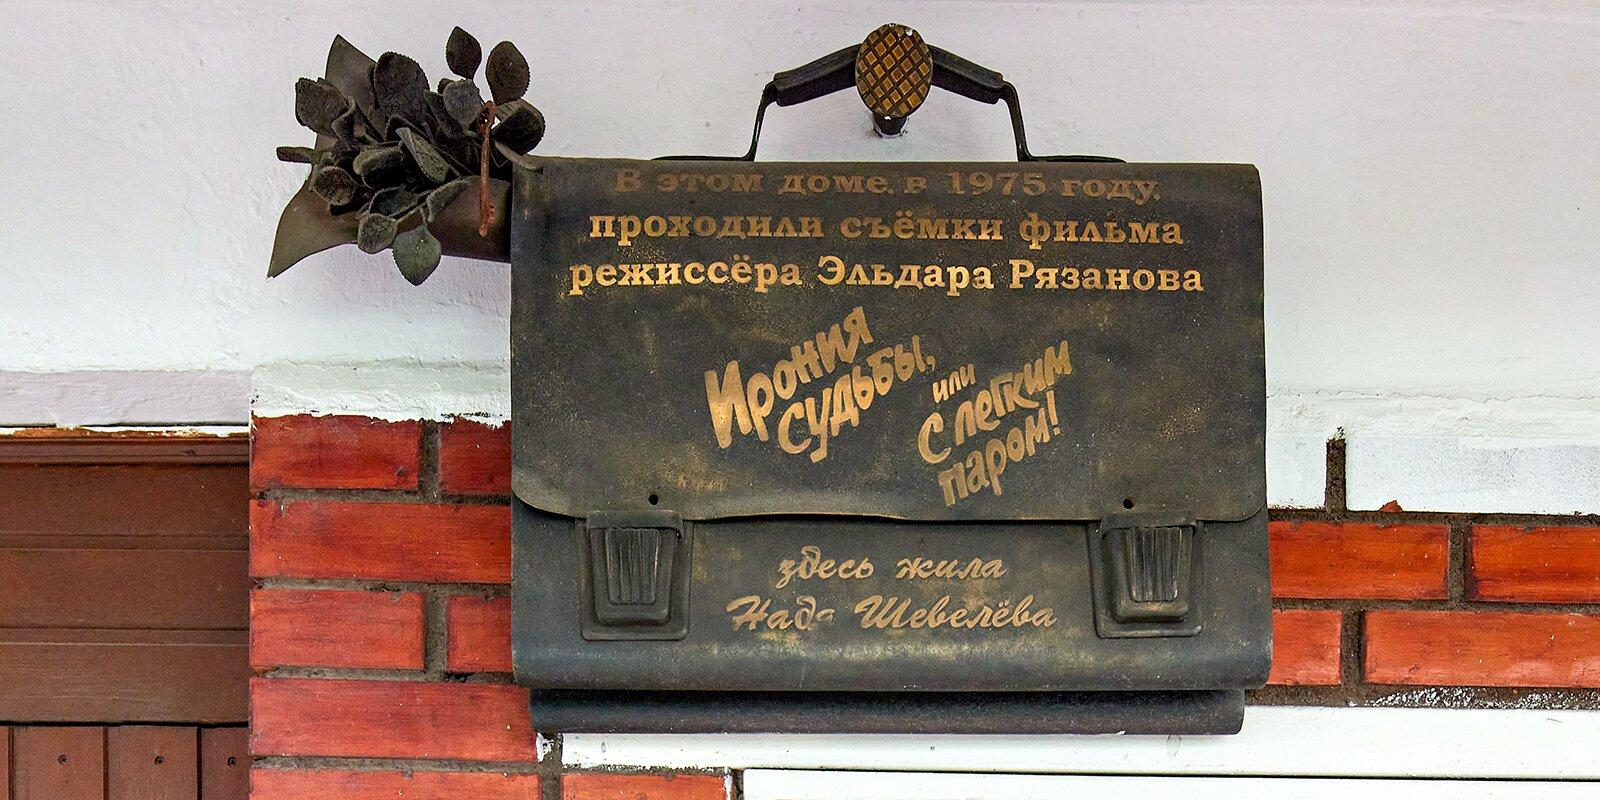 В этом доме в 1975 году,
проходили съёмки фильма
режиссёра Эльдара Рязанова
Ирония
судьбы,
или
с легким
паром!
здесь жила
Надя Шевелёва